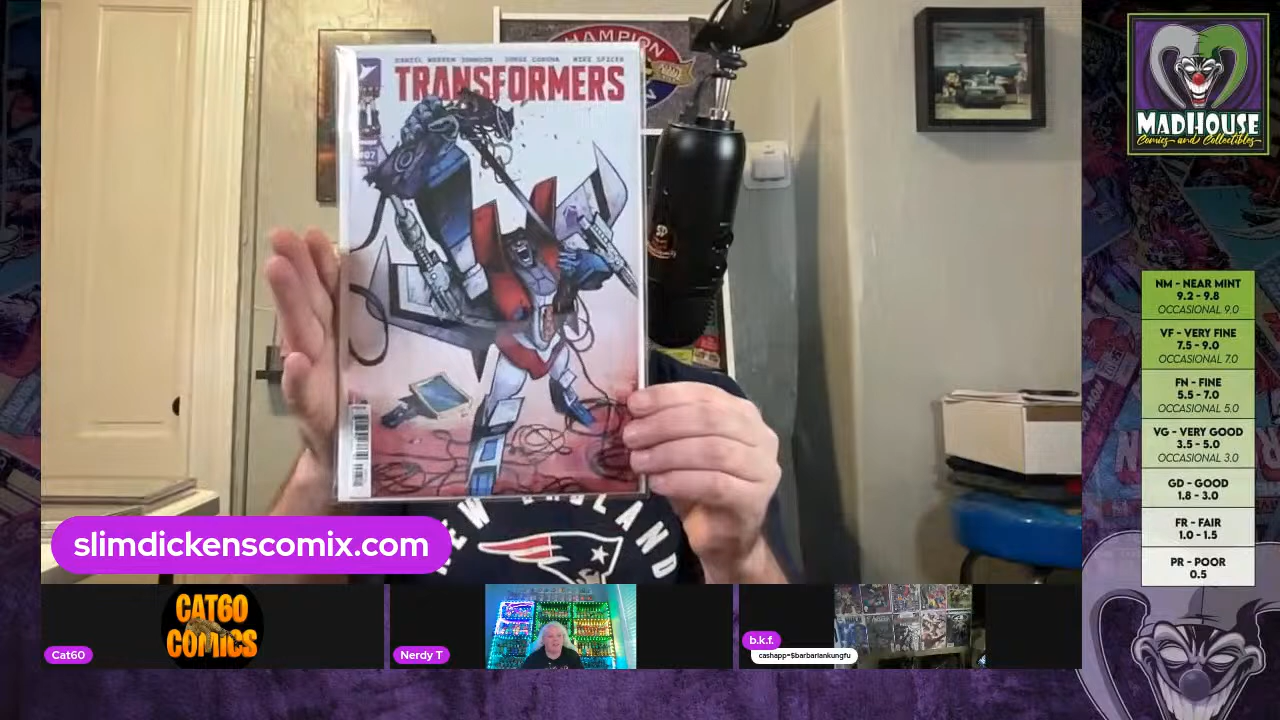 CHAMPION
DANIEL WARREN JOHNSON JORGE CORONA MIKE SPICER
TRANSFORMERS
#07
NEW ENGLAND
slimdickenscomix.com
CAT60
COMICS
Cat60
Nerdy T
b.k.f.
cashapp=$barbariankungfu
MADHOUSE
Comics and Collectibles
NM - NEAR MINT
9.2 - 9.8
OCCASIONAL 9.0
VF - VERY FINE
7.5 - 9.0
OCCASIONAL 7.0
FN - FINE
5.5 - 7.0
OCCASIONAL 5.0
VG - VERY GOOD
3.5 - 5.0
OCCASIONAL 3.0
GD - GOOD
1.8 - 3.0
FR - FAIR
1.0 - 1.5
PR - POOR
0.5